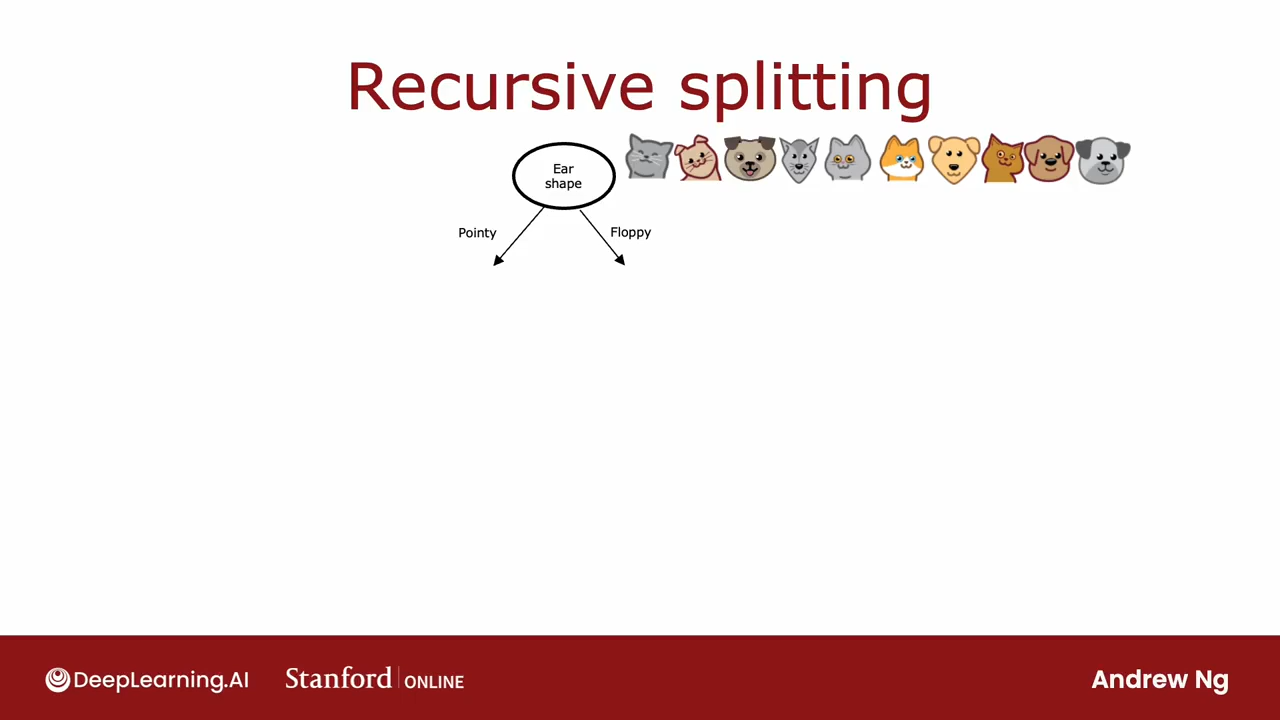 Recursive splitting
Ear
shape
Pointy
Floppy
DeepLearning.AI
Stanford | ONLINE
Andrew Ng